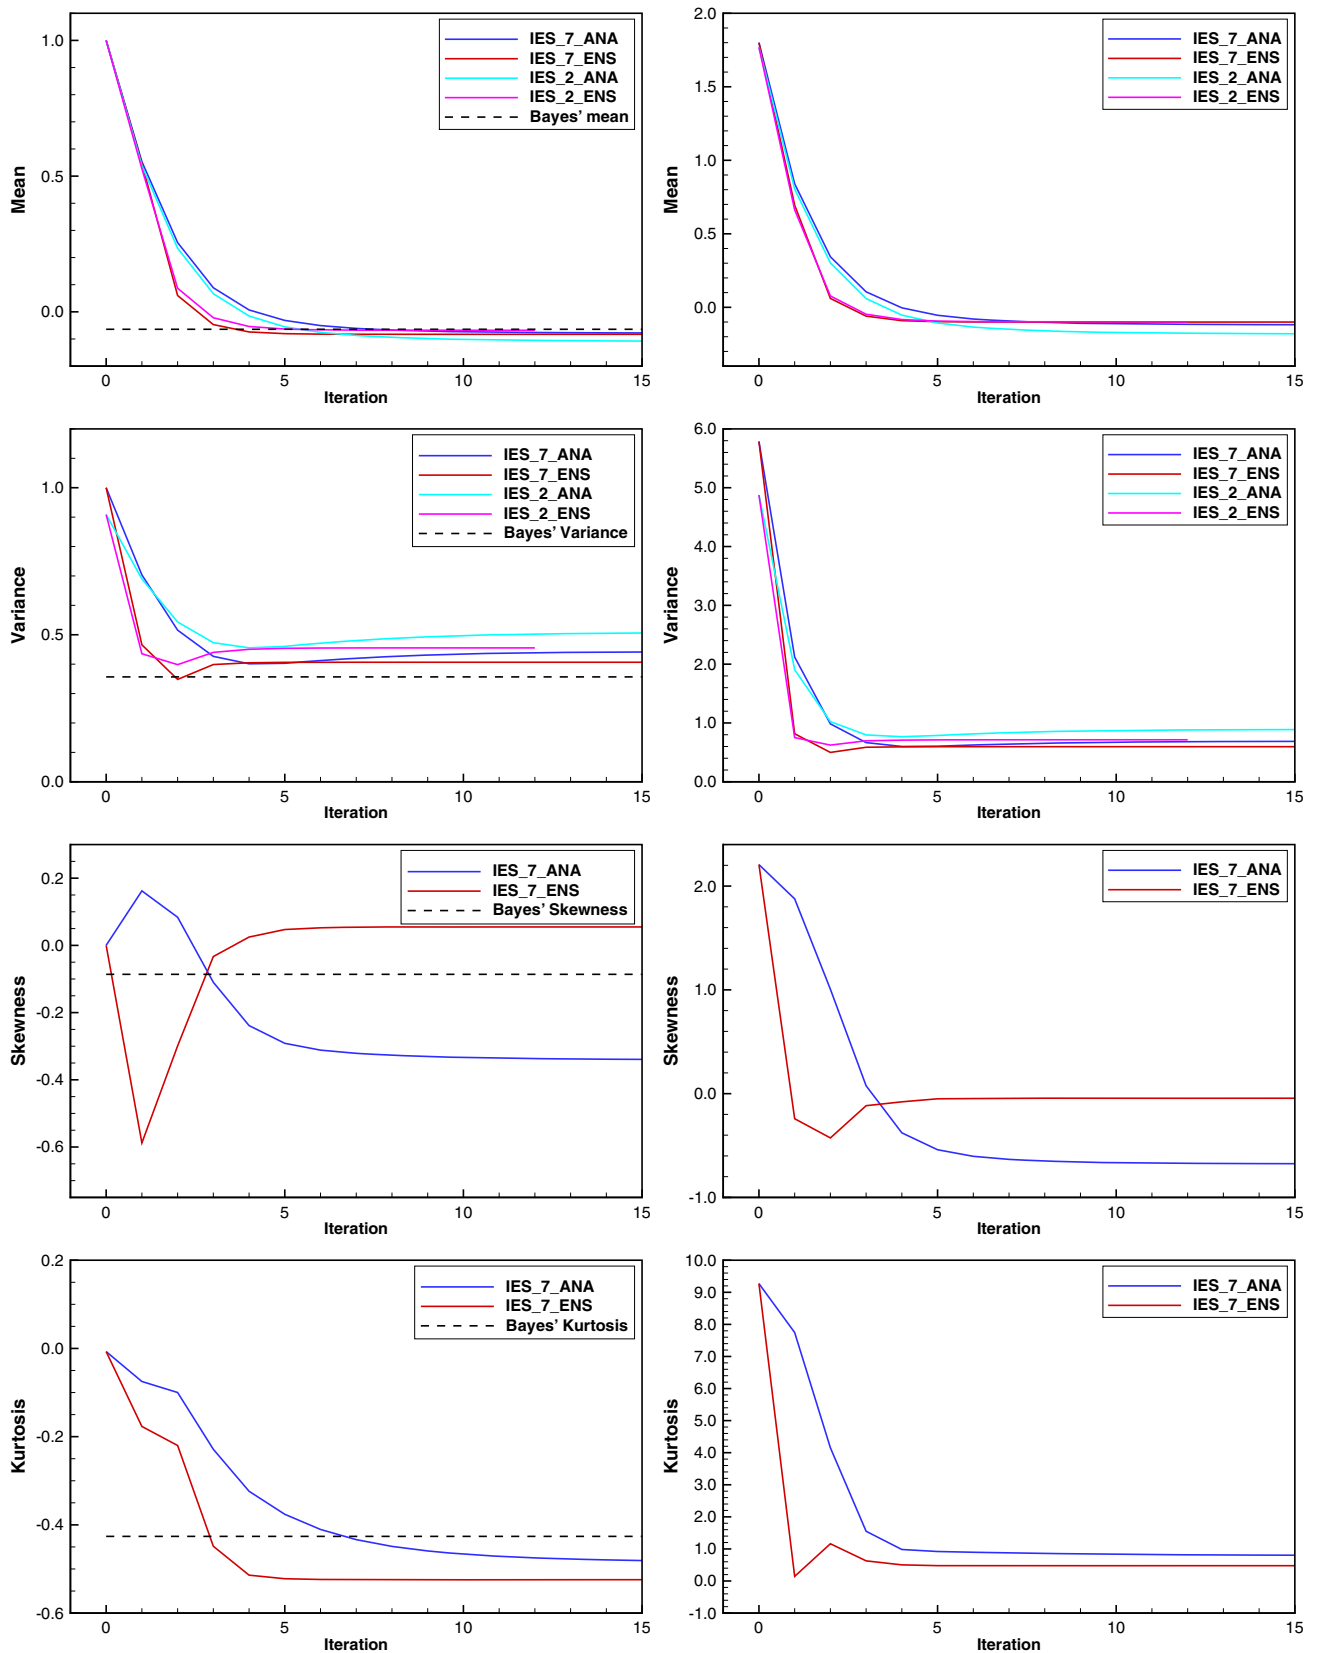 1.0
0.5
0.0
Mean
0
5
10
15
Iteration
IES_7_ANA
IES_7_ENS
IES_2_ANA
IES_2_ENS
Bayes' mean
2.0
1.5
1.0
0.5
0.0
Mean
0
5
10
15
Iteration
IES_7_ANA
IES_7_ENS
IES_2_ANA
IES_2_ENS
1.0
0.5
0.0
Variance
0
5
10
15
Iteration
IES_7_ANA
IES_7_ENS
IES_2_ANA
IES_2_ENS
Bayes' Variance
6.0
5.0
4.0
3.0
2.0
1.0
0.0
Variance
0
5
10
15
Iteration
IES_7_ANA
IES_7_ENS
IES_2_ANA
IES_2_ENS
0.2
0.0
-0.2
-0.4
-0.6
Skewness
0
5
10
15
Iteration
IES_7_ANA
IES_7_ENS
Bayes' Skewness
2.0
1.0
0.0
-1.0
Skewness
0
5
10
15
Iteration
IES_7_ANA
IES_7_ENS
0.2
0.0
-0.2
-0.4
-0.6
Kurtosis
0
5
10
15
Iteration
IES_7_ANA
IES_7_ENS
Bayes' Kurtosis
10.0
9.0
8.0
7.0
6.0
5.0
4.0
3.0
2.0
1.0
0.0
-1.0
Kurtosis
0
5
10
15
Iteration
IES_7_ANA
IES_7_ENS